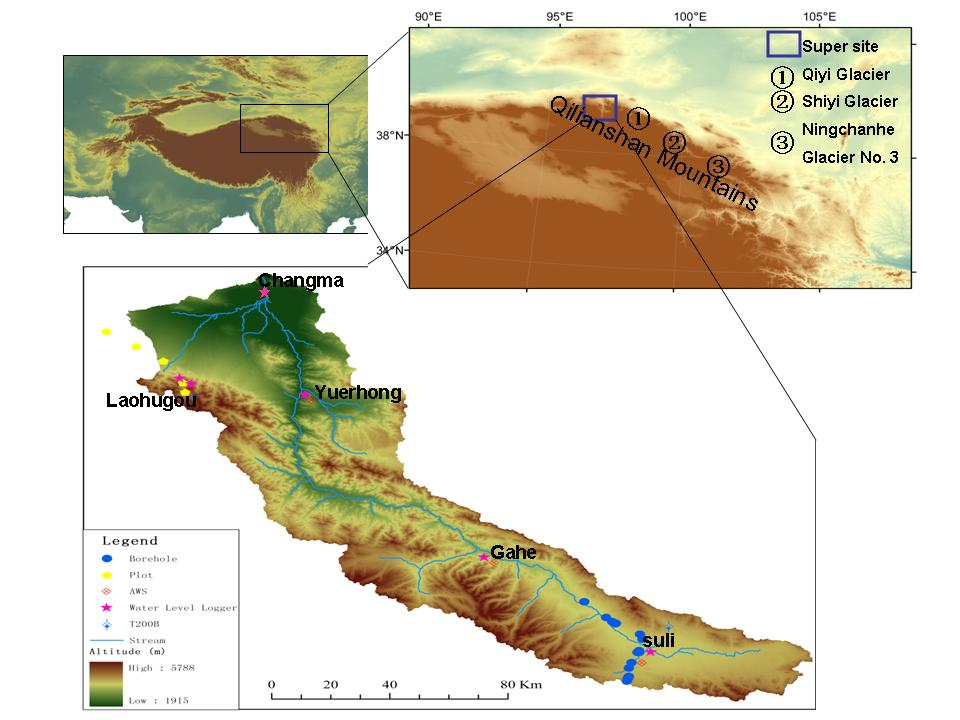 90°E
95°E
100°E
105°E
Super site
① Qiyi Glacier
② Shiyi Glacier
Ningchanhe
③
Glacier No. 3
38°N
Qilianshan Mountains
①
②
③
34°N
Changma
Yuerhong
Laohugou
Gahe
suli
Legend
Borehole
Plot
AWS
Water Level Logger
T200B
Stream
Altitude (m)
High : 5788
Low : 1915
0 20 40 80 Km